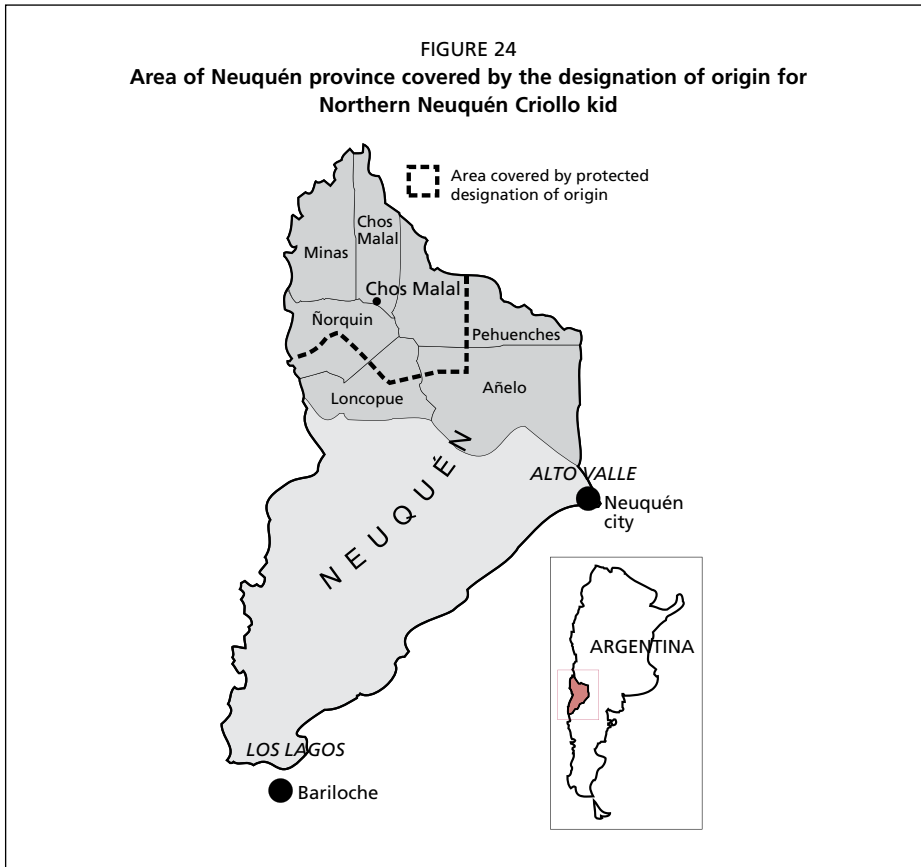 FIGURE 24
Area of Neuquén province covered by the designation of origin for
Northern Neuquén Criollo kid
Area covered by protected
designation of origin
Chos
Malal
Minas
Chos Malal
Ñorquin
Pehuenches
Loncopue
Añelo
NEUQUÉN
ALTO VALLE
Neuquén
city
ARGENTINA
LOS LAGOS
Bariloche